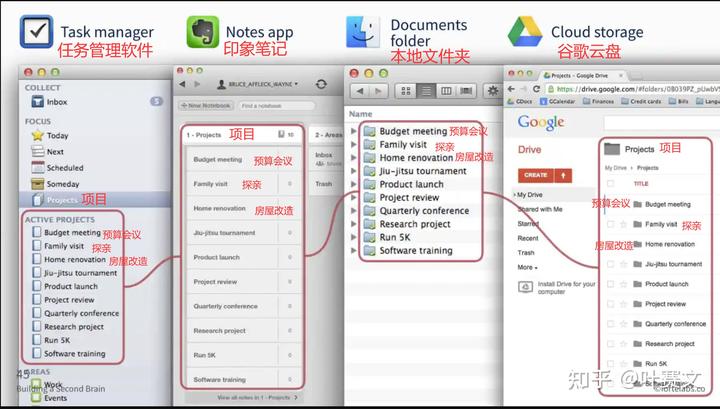 Task manager
任务管理软件
Notes app
印象笔记
Documents
folder
本地文件夹
Cloud storage
谷歌云盘
COLLECT
Inbox
5
FOCUS
Today
Next
Scheduled
Someday
Projects 项目
ACTIVE PROJECTS
Budget meeting 预算会议
Family visit 探亲
Home renovation 房屋改造
Jiu-jitsu tournament
Product launch
Project review
Quarterly conference
Research project
Run 5K
Software training
AREAS
Work
Events
45
Building a Second Brain
BRUCE_AFFLECK_WAYNE
+ New Notebook
Find a notebook
1 - Projects 项目 10
Budget meeting 预算会议
Family visit 探亲 0
Home renovation 房屋改造
Jiu-jitsu tournament 0
Product launch 0
Project review 0
Quarterly conference 0
Research project 0
Run 5K 0
Software training 0
View all notes in 1 - Projects >
2 - Areas
Inbox
Trash
Name
Budget meeting 预算会议
Family visit 探亲
Home renovation 房屋改造
Jiu-jitsu tournament
Product launch
Project review
Quarterly conference
Research project
Run 5K
Software training
Projects - Google Drive
https://drive.google.com/#folders/
GDocs
GCalendar
Finances
Credit cards
Bills
Google
Drive
CREATE
My Drive
Shared with Me
Starred
Recent
Trash
More
Install Drive for your
computer
Projects 项目
My Drive › Projects
TITLE
预算会议 Budget meeting
Family visit 探亲
房屋改造 Home renovation
Jiu-jitsu tournament
Product launch
Project review
Quarterly conference
Research project
Run 5K
Software training
知乎 @叶赛文
©fortelabs.co